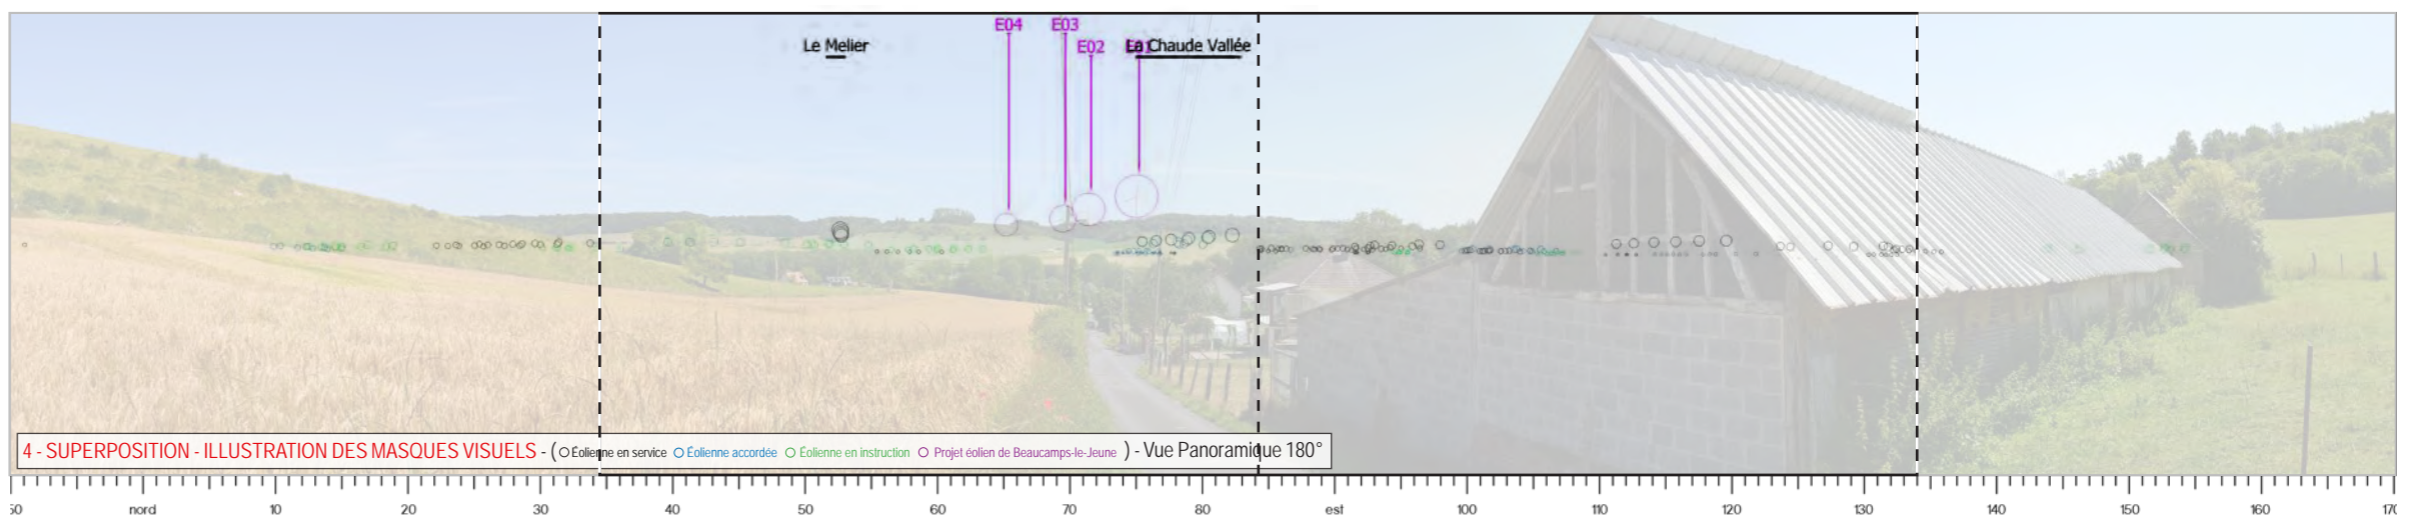 E04 E03
Le Melier E02 E01 La Chaude Vallée
4 - SUPERPOSITION - ILLUSTRATION DES MASQUES VISUELS - ( Éolienne en service Éolienne accordée Éolienne en instruction Projet éolien de Beaucamps-le-Jeune ) - Vue Panoramique 180°
nord 10 20 30 40 50 60 70 80 est 100 110 120 130 140 150 160